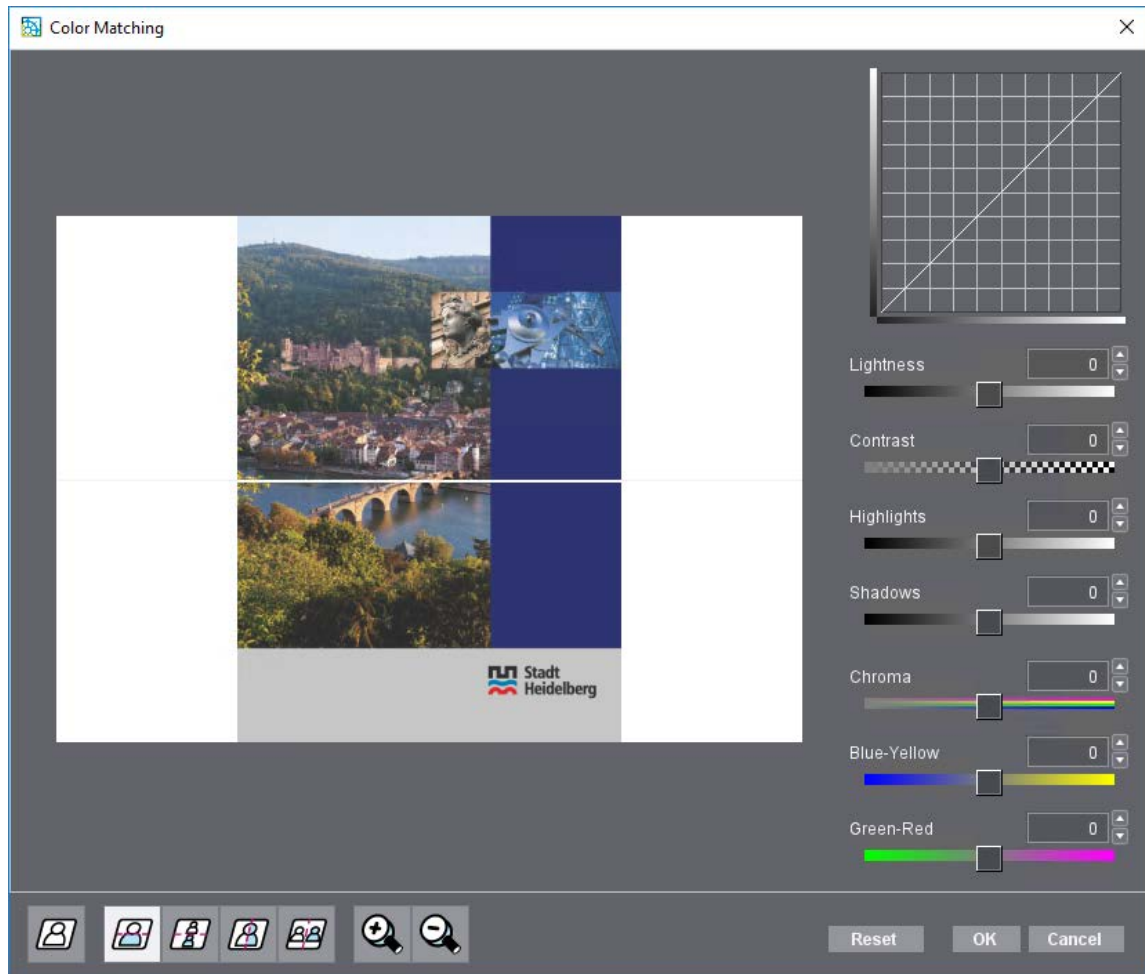 Color Matching
Lightness 0
Contrast 0
Highlights 0
Shadows 0
Chroma 0
Blue-Yellow 0
Green-Red 0
Stadt
Heidelberg
Reset OK Cancel